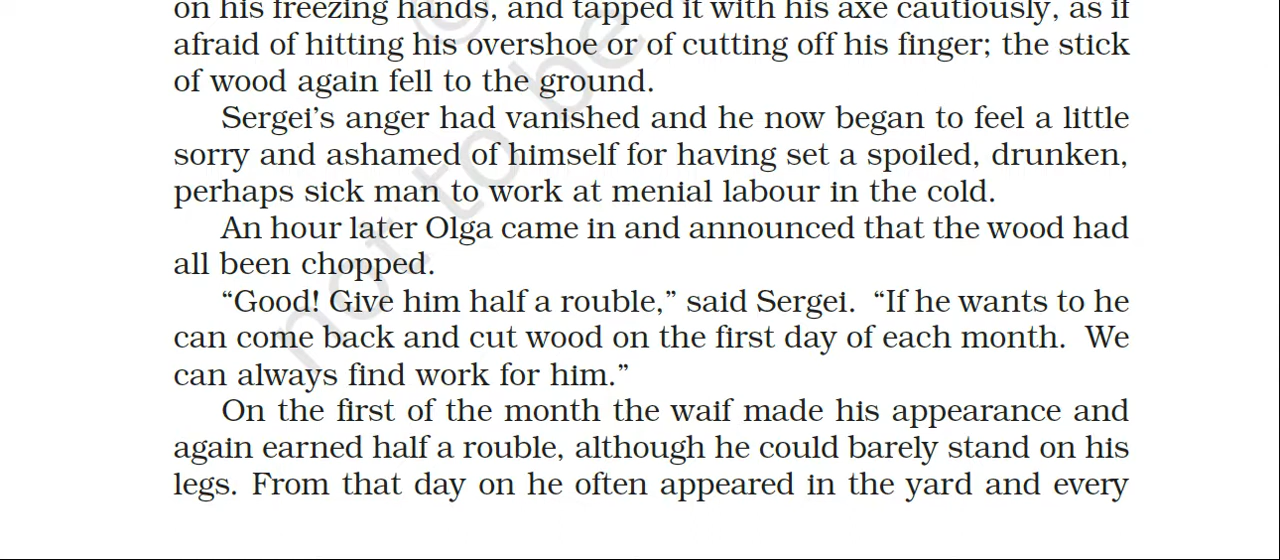 on his freezing hands, and tapped it with his axe cautiously, as if
afraid of hitting his overshoe or of cutting off his finger; the stick
of wood again fell to the ground.
Sergei’s anger had vanished and he now began to feel a little
sorry and ashamed of himself for having set a spoiled, drunken,
perhaps sick man to work at menial labour in the cold.
An hour later Olga came in and announced that the wood had
all been chopped.
“Good! Give him half a rouble,” said Sergei. “If he wants to he
can come back and cut wood on the first day of each month. We
can always find work for him.”
On the first of the month the waif made his appearance and
again earned half a rouble, although he could barely stand on his
legs. From that day on he often appeared in the yard and every
©
not to be